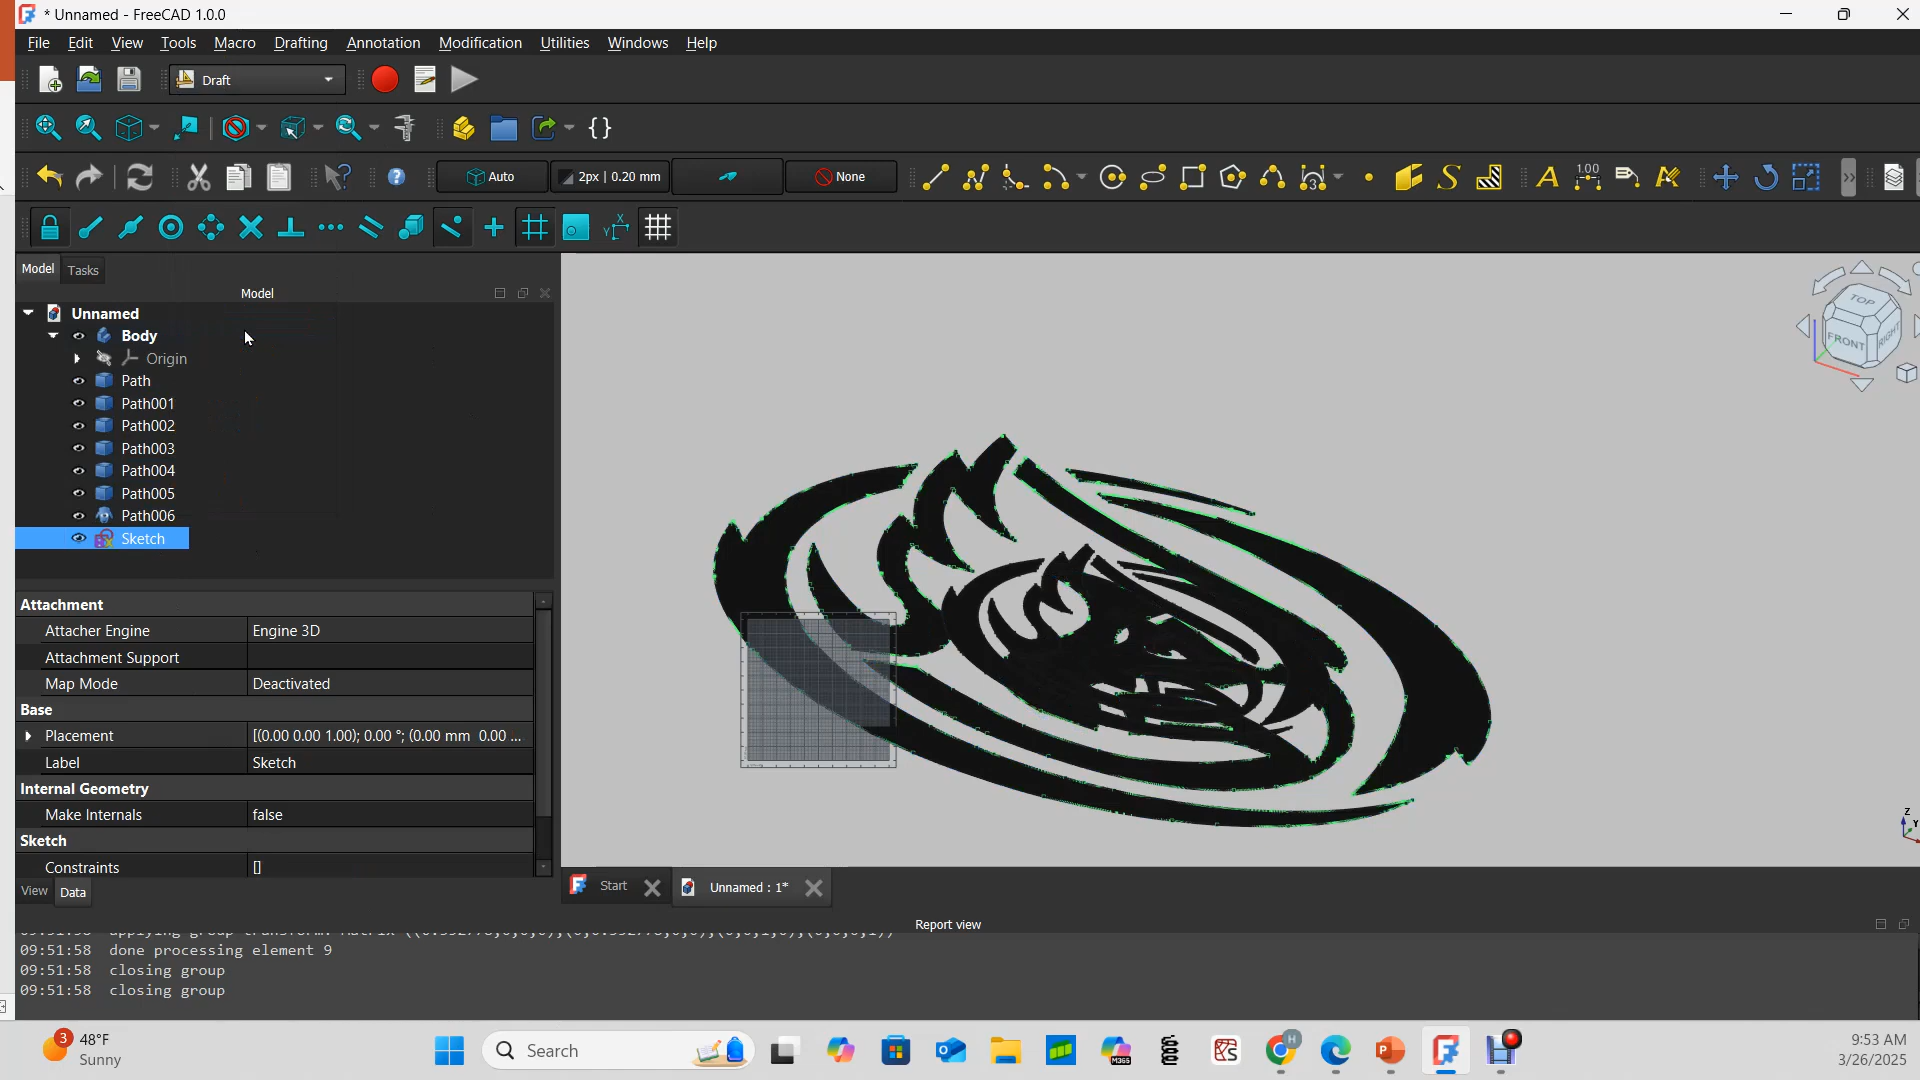 * Unnamed - FreeCAD 1.0.0
File Edit View Tools Macro Drafting Annotation Modification Utilities Windows Help
Draft
Auto 2px | 0.20 mm None
Model Tasks
Model
Unnamed
Body
Origin
Path
Path001
Path002
Path003
Path004
Path005
Path006
Sketch
TOP
FRONT
RIGHT
Attachment
Attacher Engine Engine 3D
Attachment Support
Map Mode Deactivated
Base
Placement [(0.00 0.00 1.00); 0.00 °; (0.00 mm 0.00 ...
Label Sketch
Internal Geometry
Make Internals false
Sketch
Constraints []
View Data
Z
Y
Start Unnamed : 1*
Report view
09:51:58 done processing element 9
09:51:58 closing group
09:51:58 closing group
3
48°F
Sunny
Search
M365
9:53 AM
3/26/2025